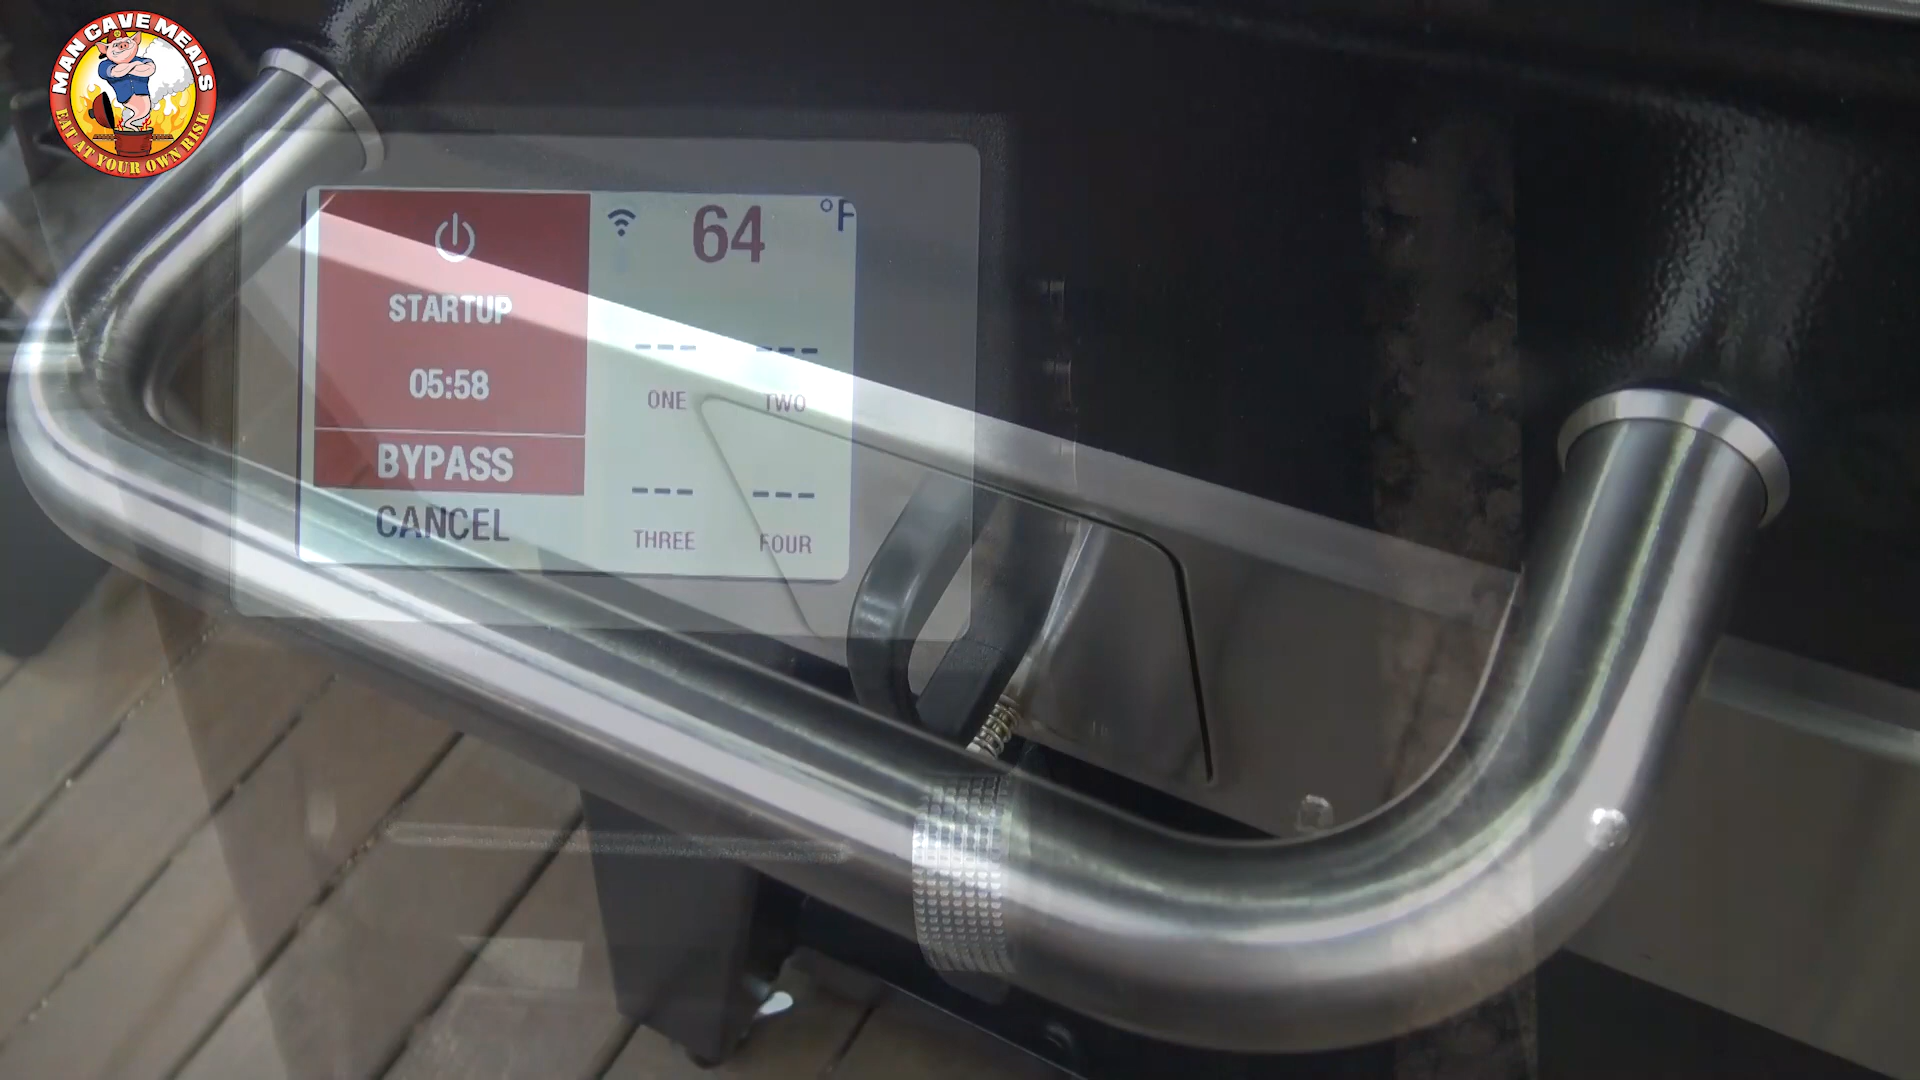 MAN CAVE MEALS
EAT AT YOUR OWN RISK
STARTUP
05:58
BYPASS
CANCEL
64 °F
--- ---
ONE TWO
--- ---
THREE FOUR